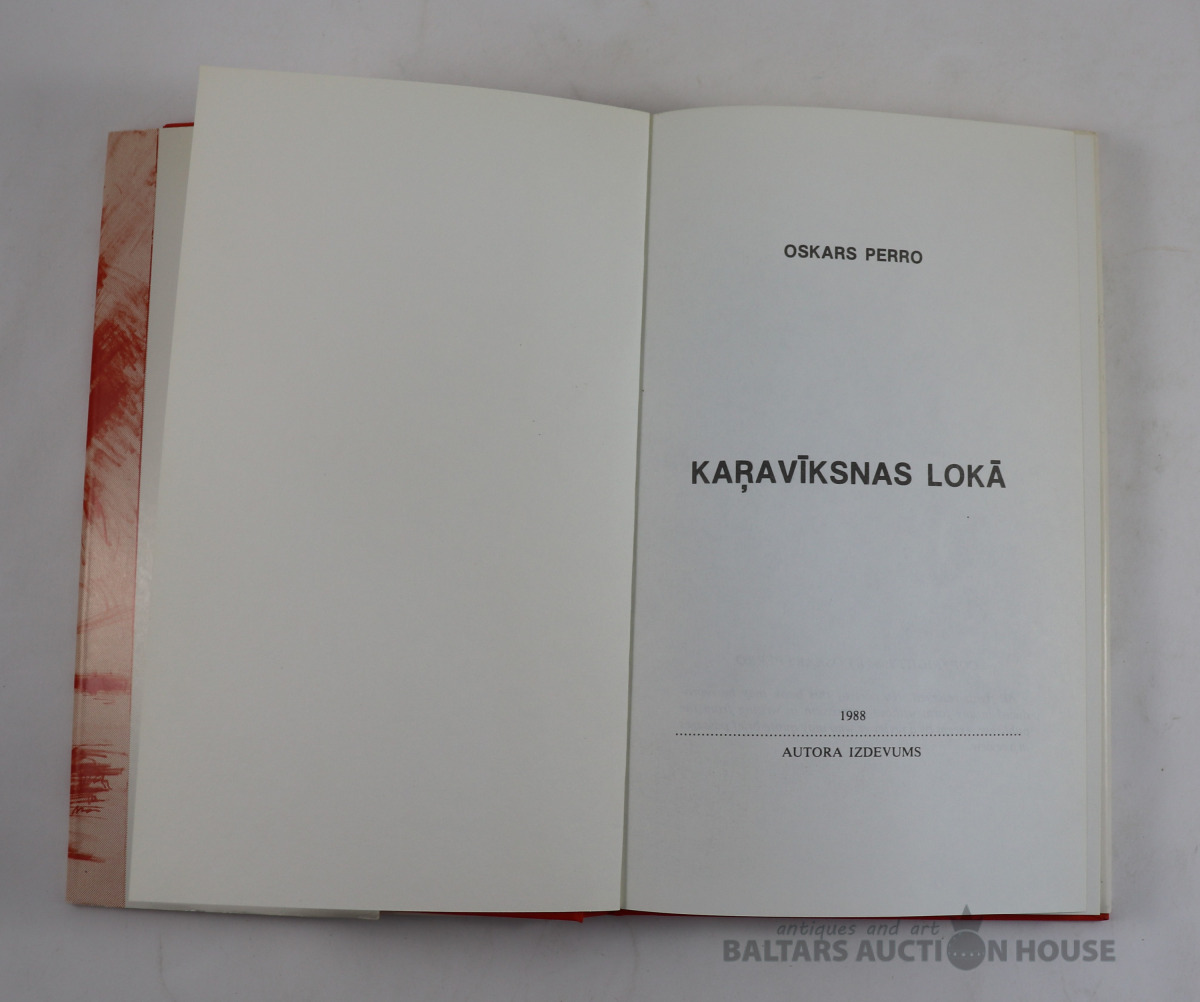 OSKARS PERRO
KAŖAVĪKSNAS LOKĀ
1988
AUTORA IZDEVUMS
antiques and art
BALTARS AUCTION HOUSE